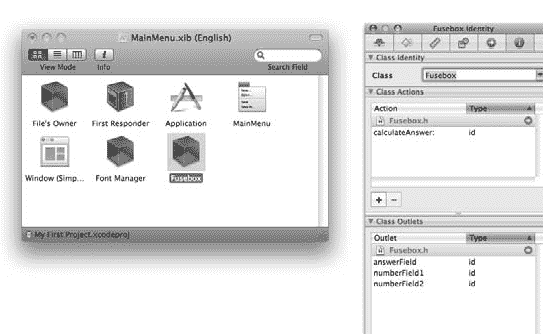 MainMenu.xib (English)
View Mode
Info
Search Field
File's Owner
First Responder
Application
MainMenu
Window (Simp...
Font Manager
Fusebox
My First Project.xcodeproj
Fusebox Identity
Class Identity
Class
Fusebox
Class Actions
Action Type
Fusebox.h
calculateAnswer: id
+ −
Class Outlets
Outlet Type
Fusebox.h
answerField id
numberField1 id
numberField2 id